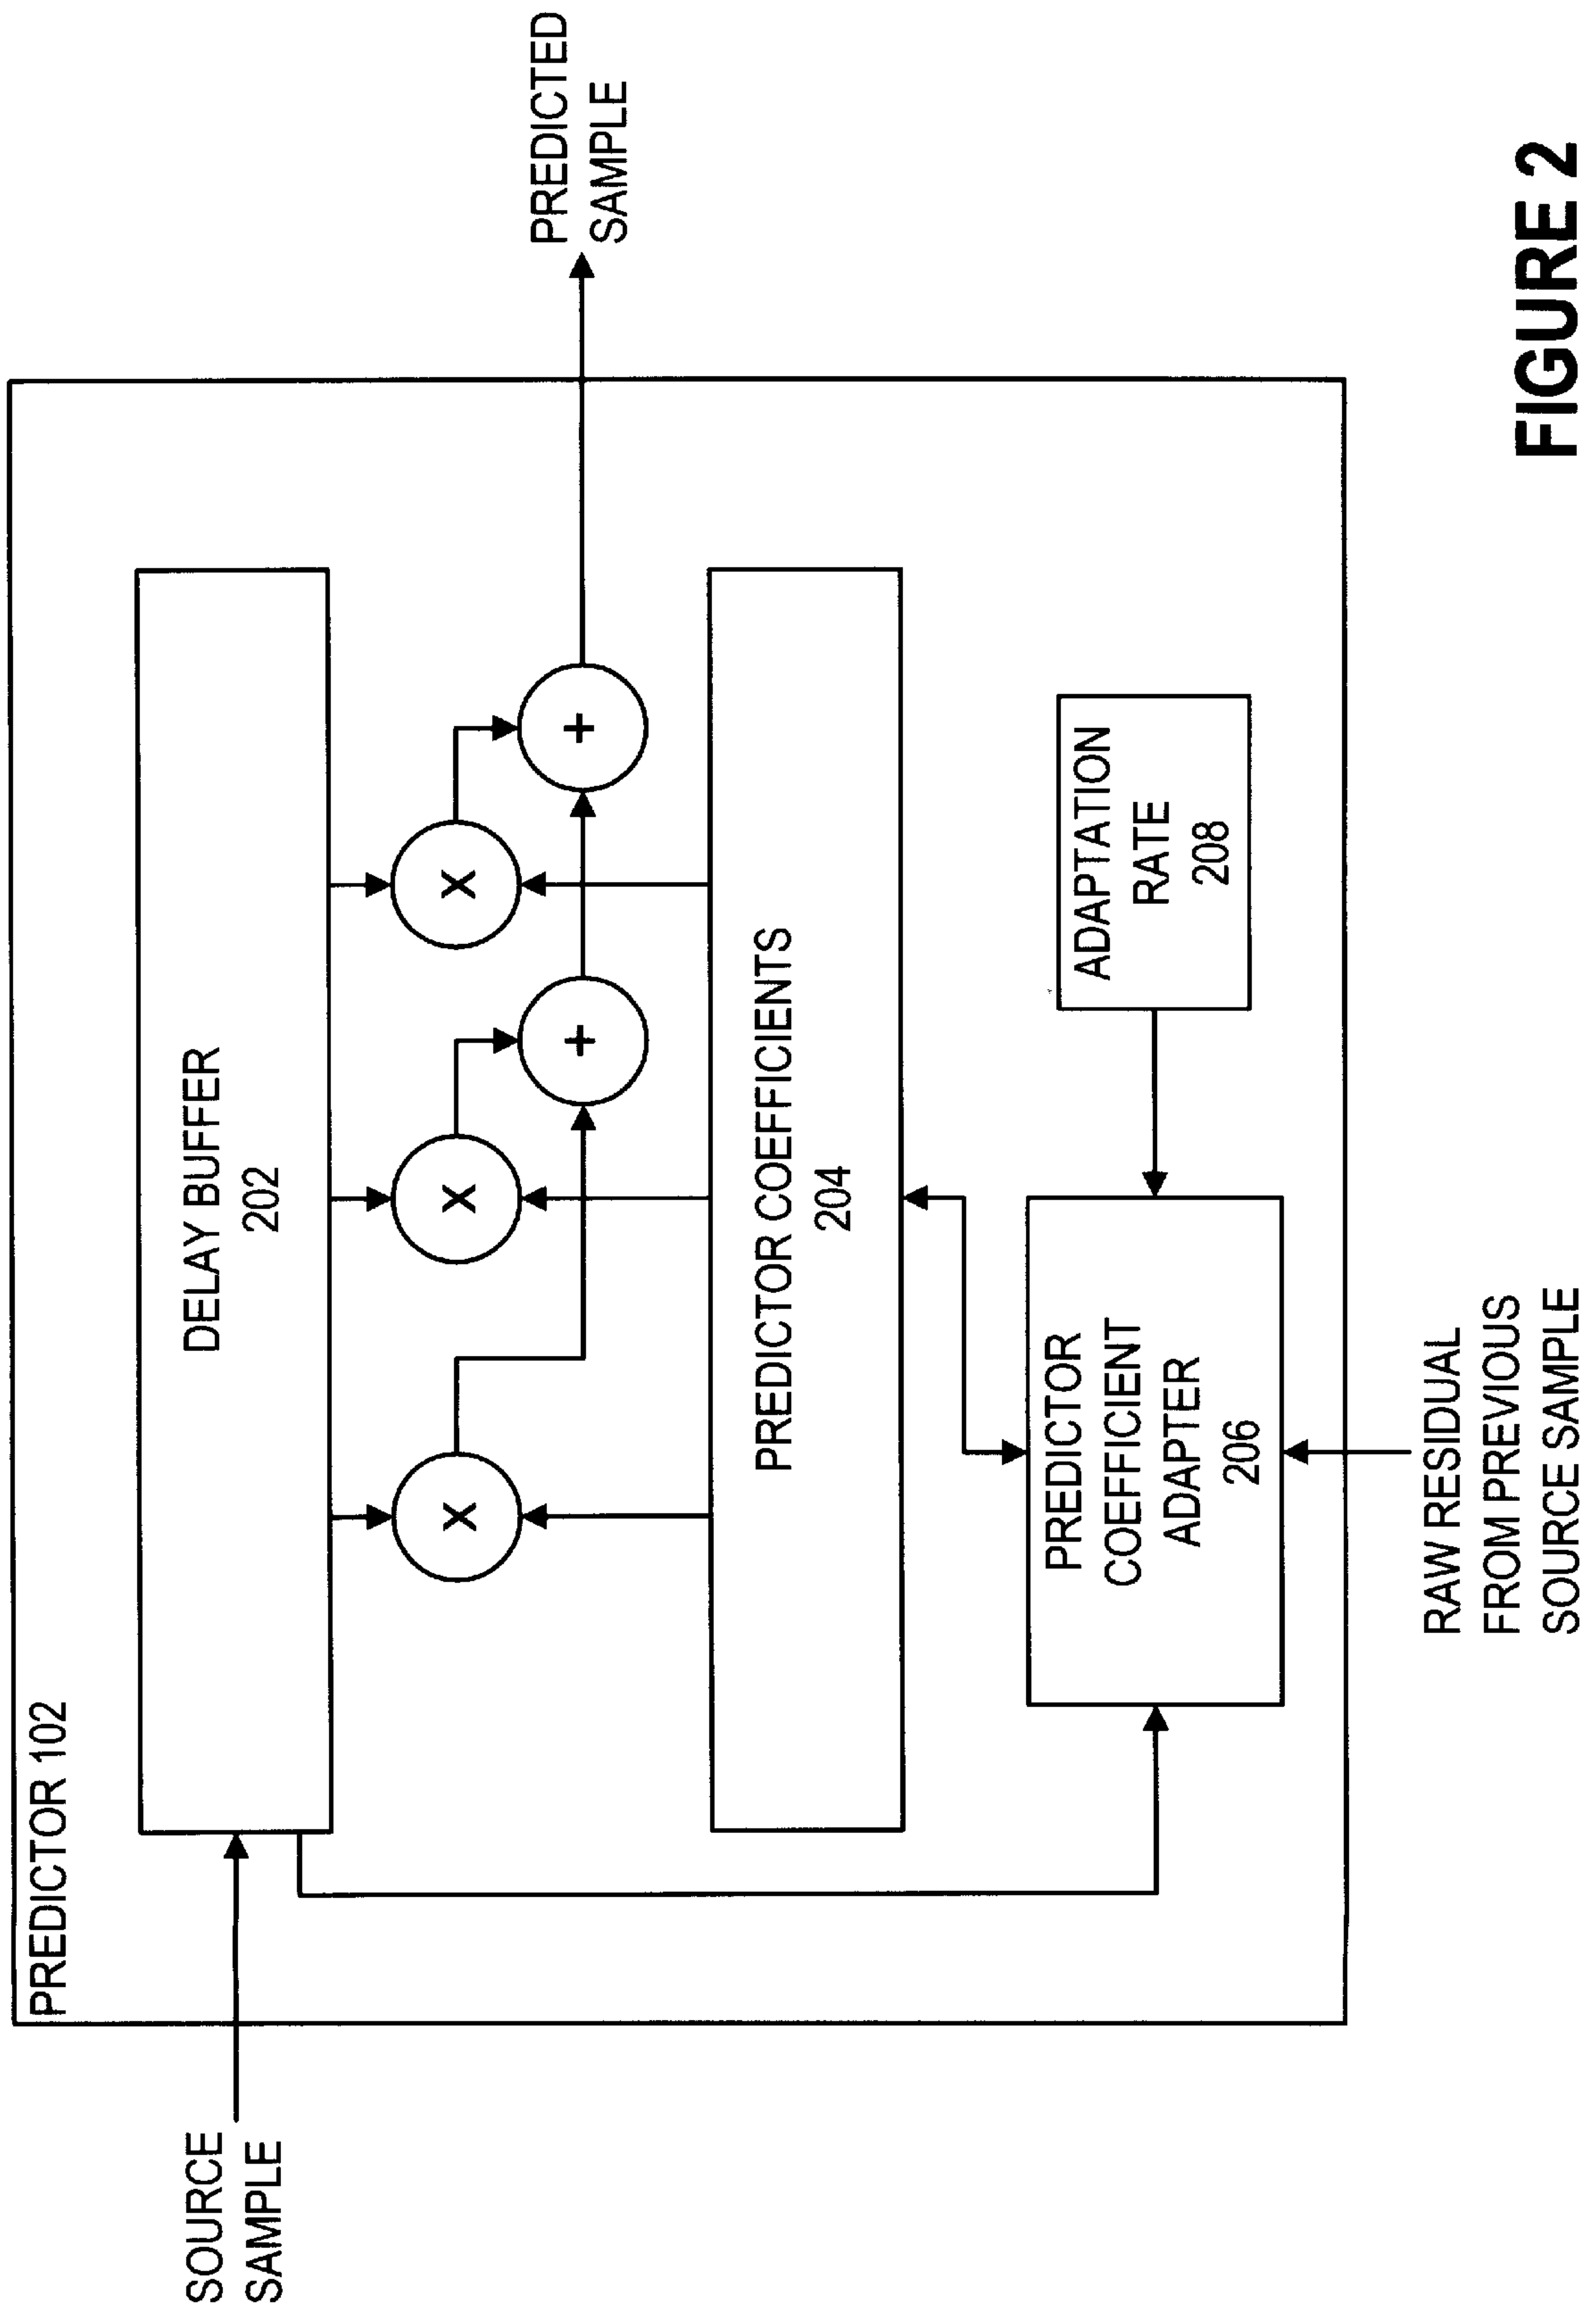 PREDICTOR 102
SOURCE
SAMPLE
DELAY BUFFER
202
X
X
X
+
+
PREDICTED
SAMPLE
PREDICTOR COEFFICIENTS
204
PREDICTOR
COEFFICIENT
ADAPTER
206
ADAPTATION
RATE
208
RAW RESIDUAL
FROM PREVIOUS
SOURCE SAMPLE
FIGURE 2